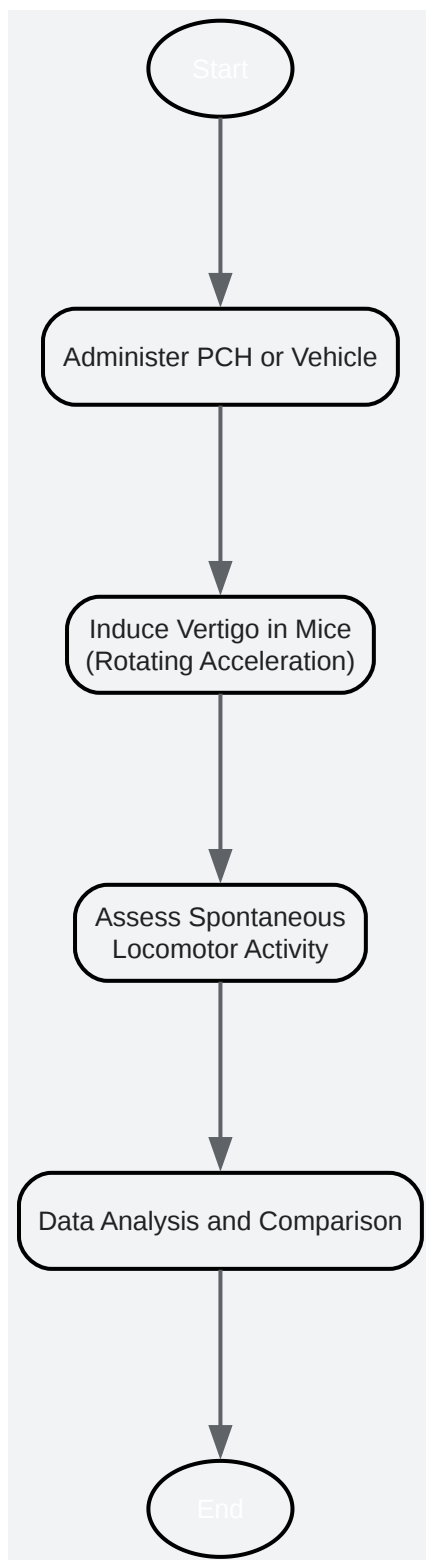 Start
Administer PCH or Vehicle
Induce Vertigo in Mice
(Rotating Acceleration)
Assess Spontaneous
Locomotor Activity
Data Analysis and Comparison
End